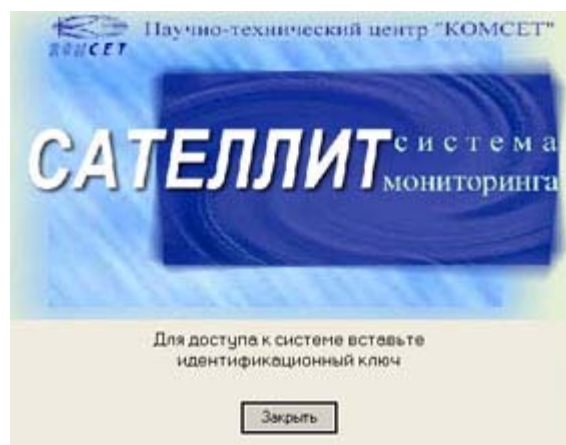 Научно-технический центр "КОМСЕТ"
КОМСЕТ
САТЕЛЛИТ
система
мониторинга
Для доступа к системе вставьте
идентификационный ключ
Закрыть